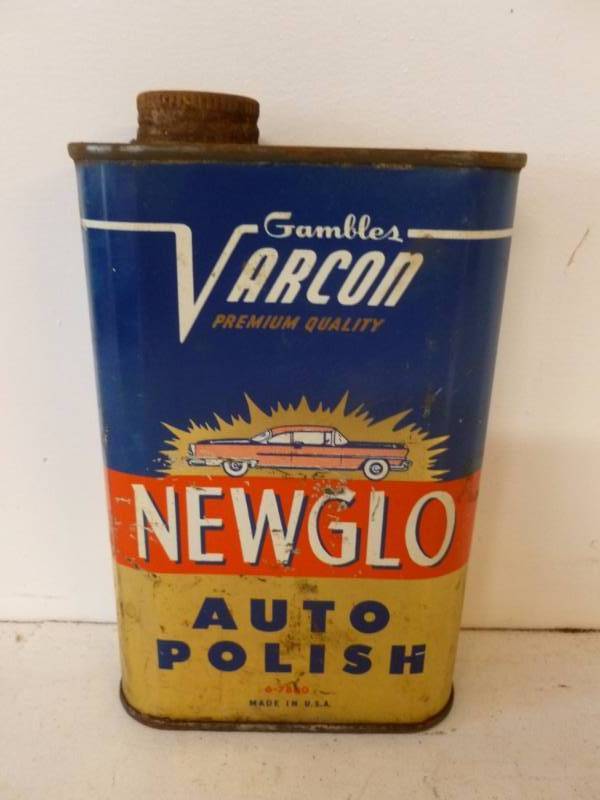 Gambles
VARCON
PREMIUM QUALITY
NEWGLO
AUTO
POLISH
MADE IN U.S.A.